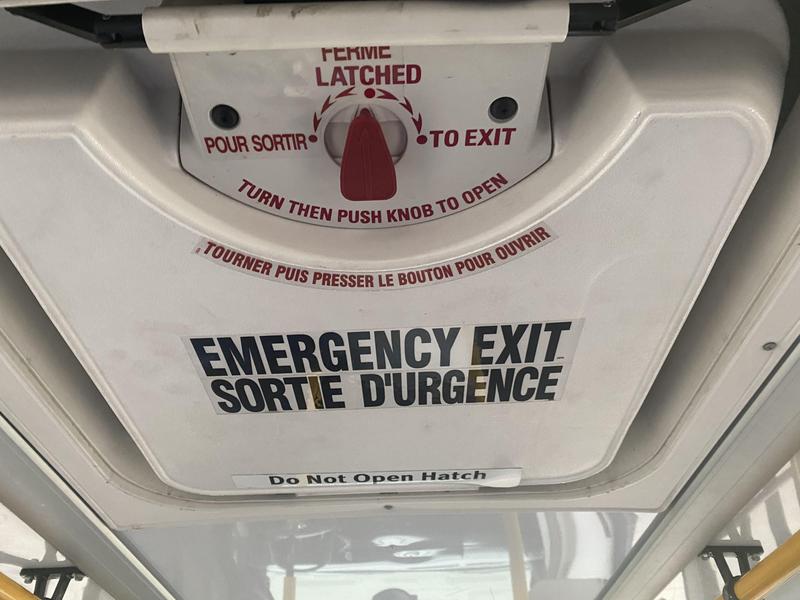 FERMÉ
LATCHED
POUR SORTIR
TO EXIT
TURN THEN PUSH KNOB TO OPEN
TOURNER PUIS PRESSER LE BOUTON POUR OUVRIR
EMERGENCY EXIT
SORTIE D'URGENCE
Do Not Open Hatch